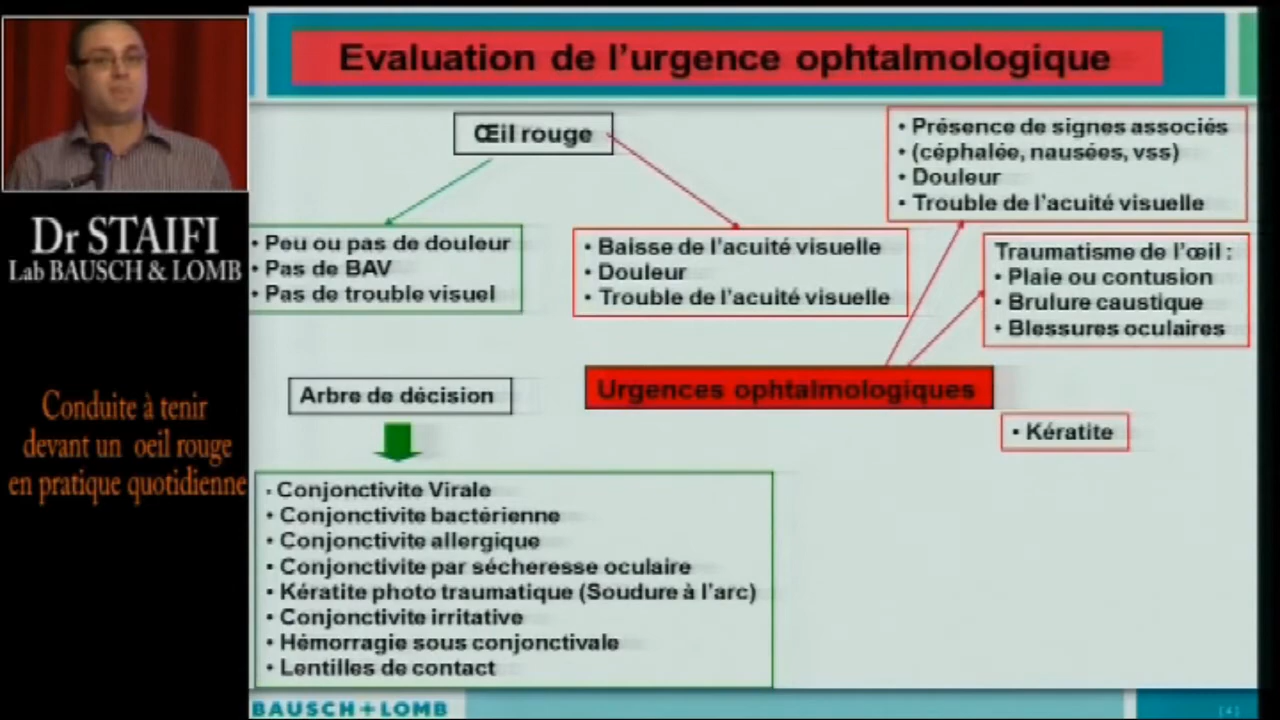 Evaluation de l'urgence ophtalmologique
Œil rouge
• Présence de signes associés
• (céphalée, nausées, vss)
• Douleur
• Trouble de l'acuité visuelle
Dr STAIFI
Lab BAUSCH & LOMB
• Peu ou pas de douleur
• Pas de BAV
• Pas de trouble visuel
• Baisse de l'acuité visuelle
• Douleur
• Trouble de l'acuité visuelle
Traumatisme de l'œil :
• Plaie ou contusion
• Brulure caustique
• Blessures oculaires
Arbre de décision
Urgences ophtalmologiques
• Kératite
Conduite à tenir
devant un oeil rouge
en pratique quotidienne
• Conjonctivite Virale
• Conjonctivite bactérienne
• Conjonctivite allergique
• Conjonctivite par sécheresse oculaire
• Kératite photo traumatique (Soudure à l'arc)
• Conjonctivite irritative
• Hémorragie sous conjonctivale
• Lentilles de contact
BAUSCH+LOMB